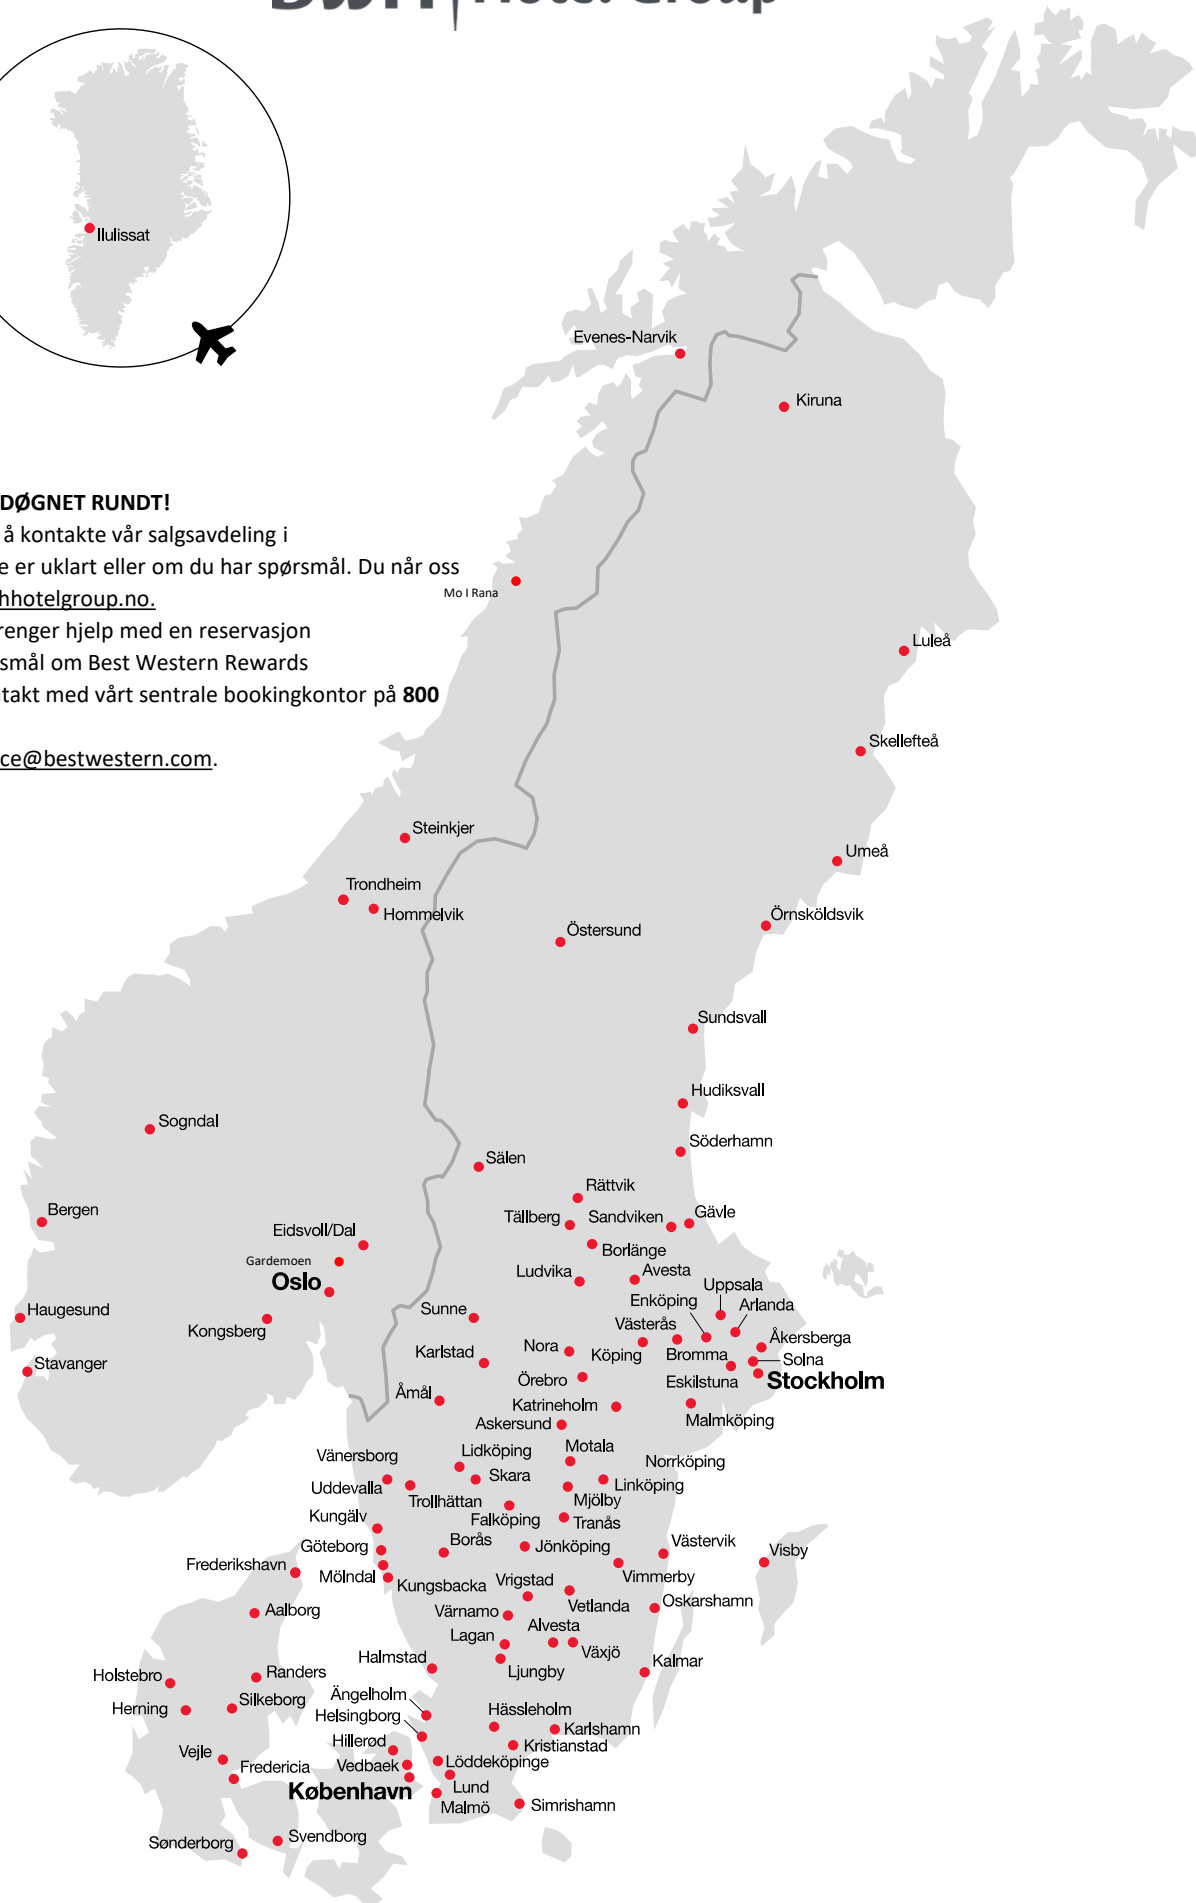 Hotel Group
Ilulissat
Evenes-Narvik
Kiruna
DØGNET RUNDT!
å kontakte vår salgsavdeling i
e er uklart eller om du har spørsmål. Du når oss
hhotelgroup.no.
Mo I Rana
renger hjelp med en reservasjon
smål om Best Western Rewards
Luleå
takt med vårt sentrale bookingkontor på 800
Skellefteå
ce@bestwestern.com.
Steinkjer
Umeå
Trondheim
Hommelvik
Örnsköldsvik
Östersund
Sundsvall
Hudiksvall
Sogndal
Söderhamn
Sälen
Rättvik
Bergen
Tällberg
Sandviken
Gävle
Eidsvoll/Dal
Borlänge
Gardemoen
Oslo
Ludvika
Avesta
Uppsala
Enköping
Arlanda
Haugesund
Sunne
Kongsberg
Västerås
Åkersberga
Karlstad
Nora
Köping
Bromma
Solna
Stavanger
Örebro
Eskilstuna
Stockholm
Åmål
Katrineholm
Malmköping
Askersund
Vänersborg
Lidköping
Motala
Norrköping
Uddevalla
Skara
Linköping
Trollhättan
Mjölby
Kungälv
Falköping
Tranås
Göteborg
Borås
Jönköping
Västervik
Visby
Frederikshavn
Mölndal
Kungsbacka
Vrigstad
Vimmerby
Aalborg
Värnamo
Vetlanda
Oskarshamn
Alvesta
Lagan
Växjö
Halmstad
Ljungby
Kalmar
Holstebro
Randers
Herning
Silkeborg
Ängelholm
Hässleholm
Helsingborg
Karlshamn
Hillerød
Kristianstad
Vejle
Vedbaek
Löddeköpinge
Fredericia
København
Lund
Malmö
Simrishamn
Sønderborg
Svendborg